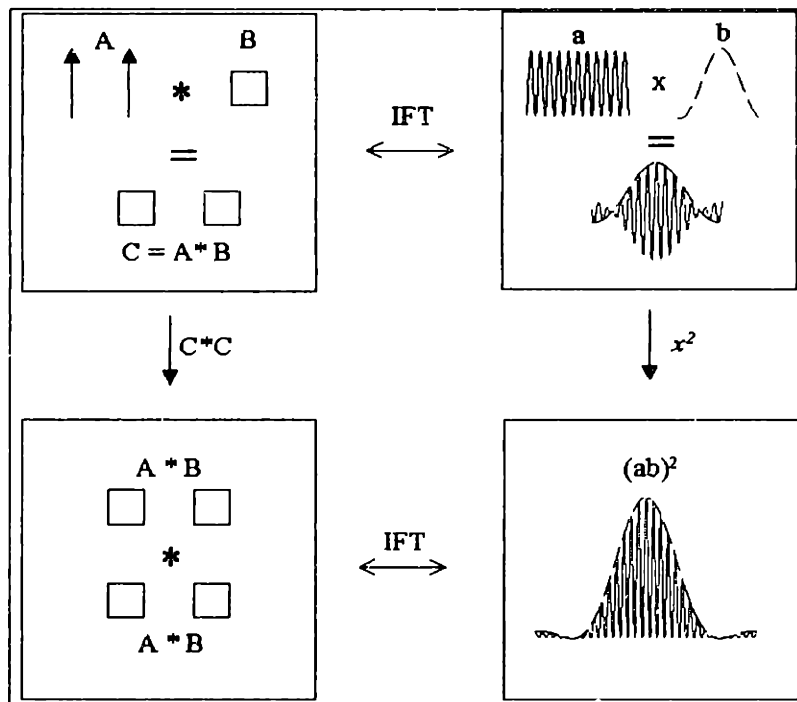 A B
*
=
C = A * B
IFT
a b
x
=
C*C
x²
A * B
*
A * B
IFT
(ab)²